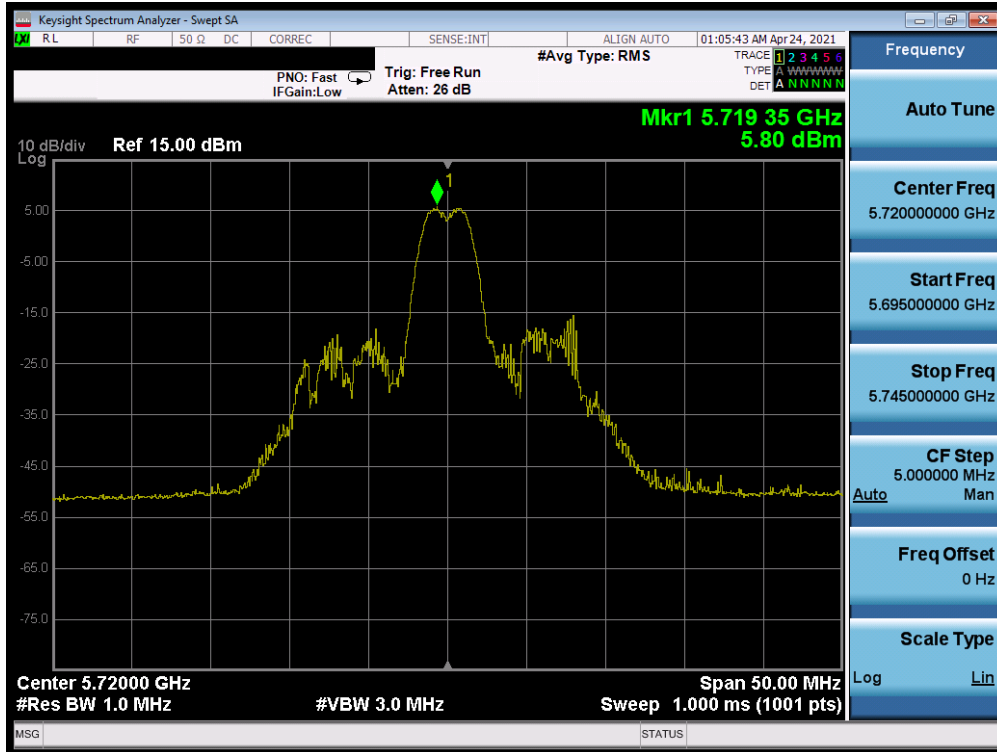 Keysight Spectrum Analyzer - Swept SA
LXI RL RF 50 Ω DC CORREC SENSE:INT ALIGN AUTO 01:05:43 AM Apr 24, 2021
#Avg Type: RMS
TRACE 1 2 3 4 5 6
PNO: Fast Trig: Free Run
TYPE A WWWWW
IFGain:Low Atten: 26 dB
DET A N N N N N
Mkr1 5.719 35 GHz
5.80 dBm
10 dB/div Ref 15.00 dBm
Log
1
5.00
-5.00
-15.0
-25.0
-35.0
-45.0
-55.0
-65.0
-75.0
Center 5.72000 GHz Span 50.00 MHz
#Res BW 1.0 MHz #VBW 3.0 MHz Sweep 1.000 ms (1001 pts)
MSG STATUS
Frequency
Auto Tune
Center Freq
5.720000000 GHz
Start Freq
5.695000000 GHz
Stop Freq
5.745000000 GHz
CF Step
5.000000 MHz
Auto Man
Freq Offset
0 Hz
Scale Type
Log Lin